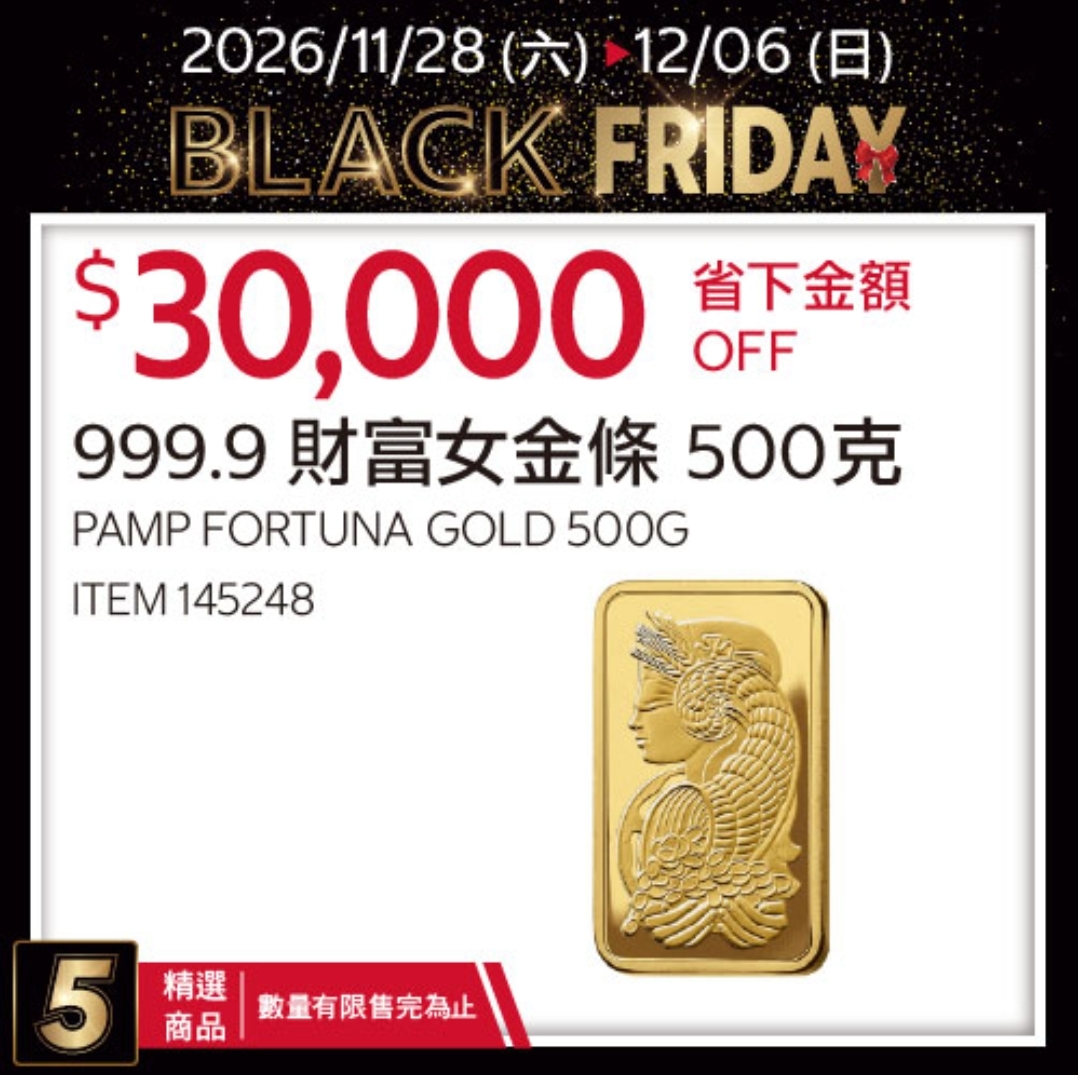 2026/11/28 (六) ▶ 12/06 (日)
BLACK FRIDAY
$30,000 省下金額
OFF
999.9 財富女金條 500克
PAMP FORTUNA GOLD 500G
ITEM 145248
5 精選
商品
數量有限售完為止